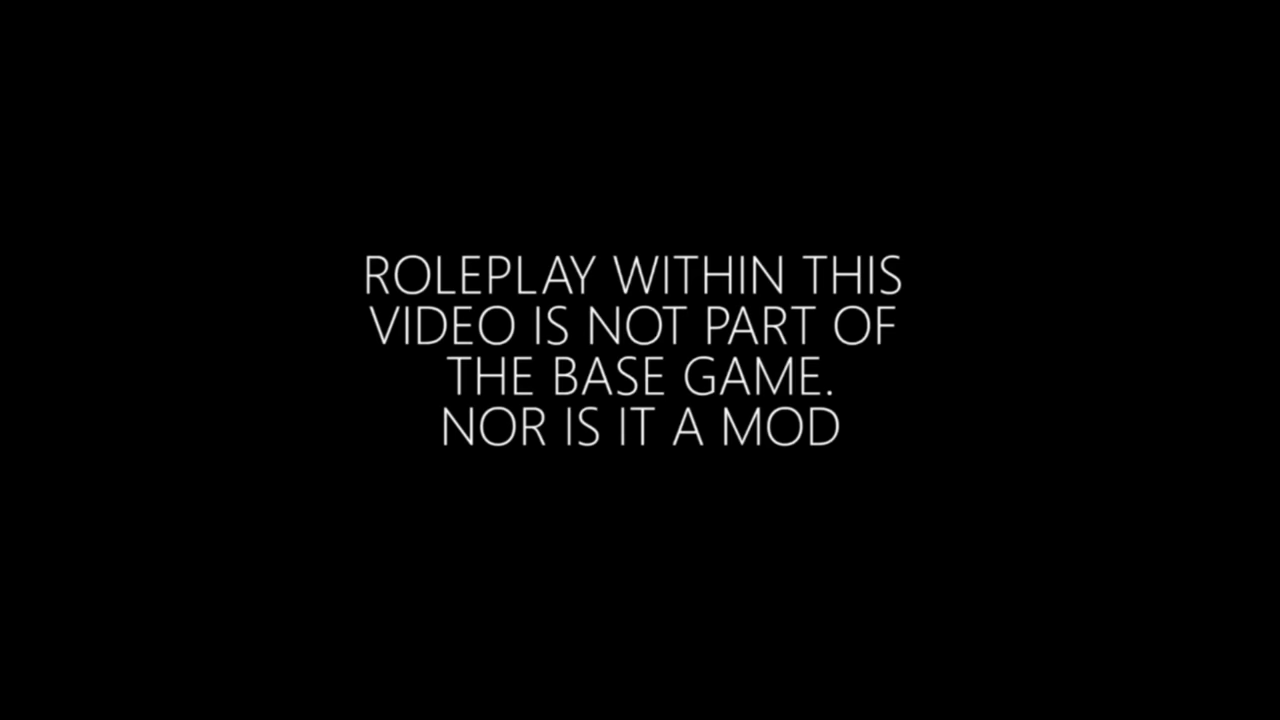 ROLEPLAY WITHIN THIS
VIDEO IS NOT PART OF
THE BASE GAME.
NOR IS IT A MOD